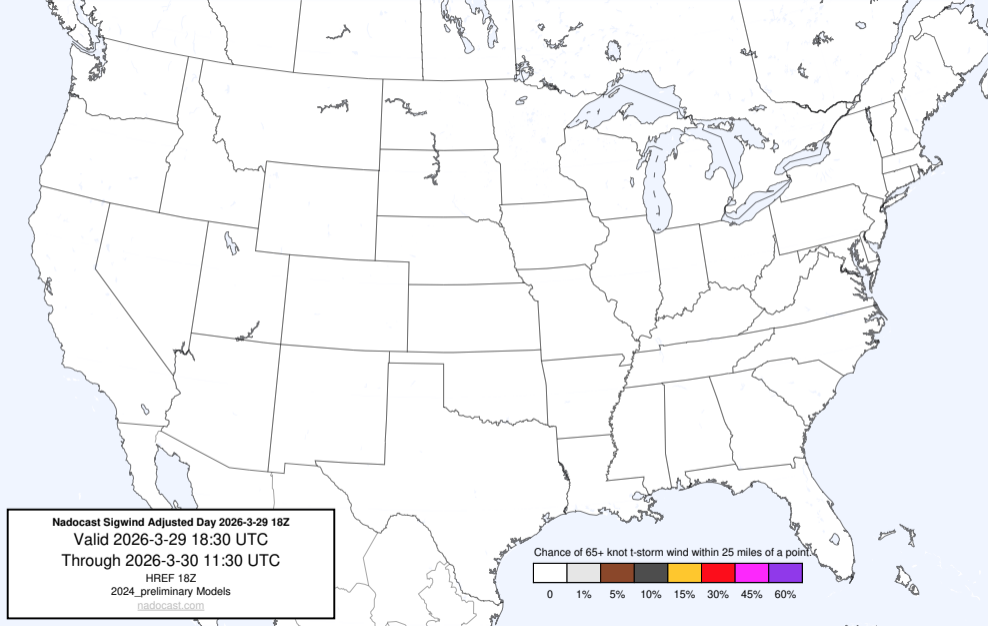 Nadocast Sigwind Adjusted Day 2026-3-29 18Z
Valid 2026-3-29 18:30 UTC
Through 2026-3-30 11:30 UTC
HREF 18Z
2024_preliminary Models
nadocast.com
Chance of 65+ knot t-storm wind within 25 miles of a point.
0 1% 5% 10% 15% 30% 45% 60%